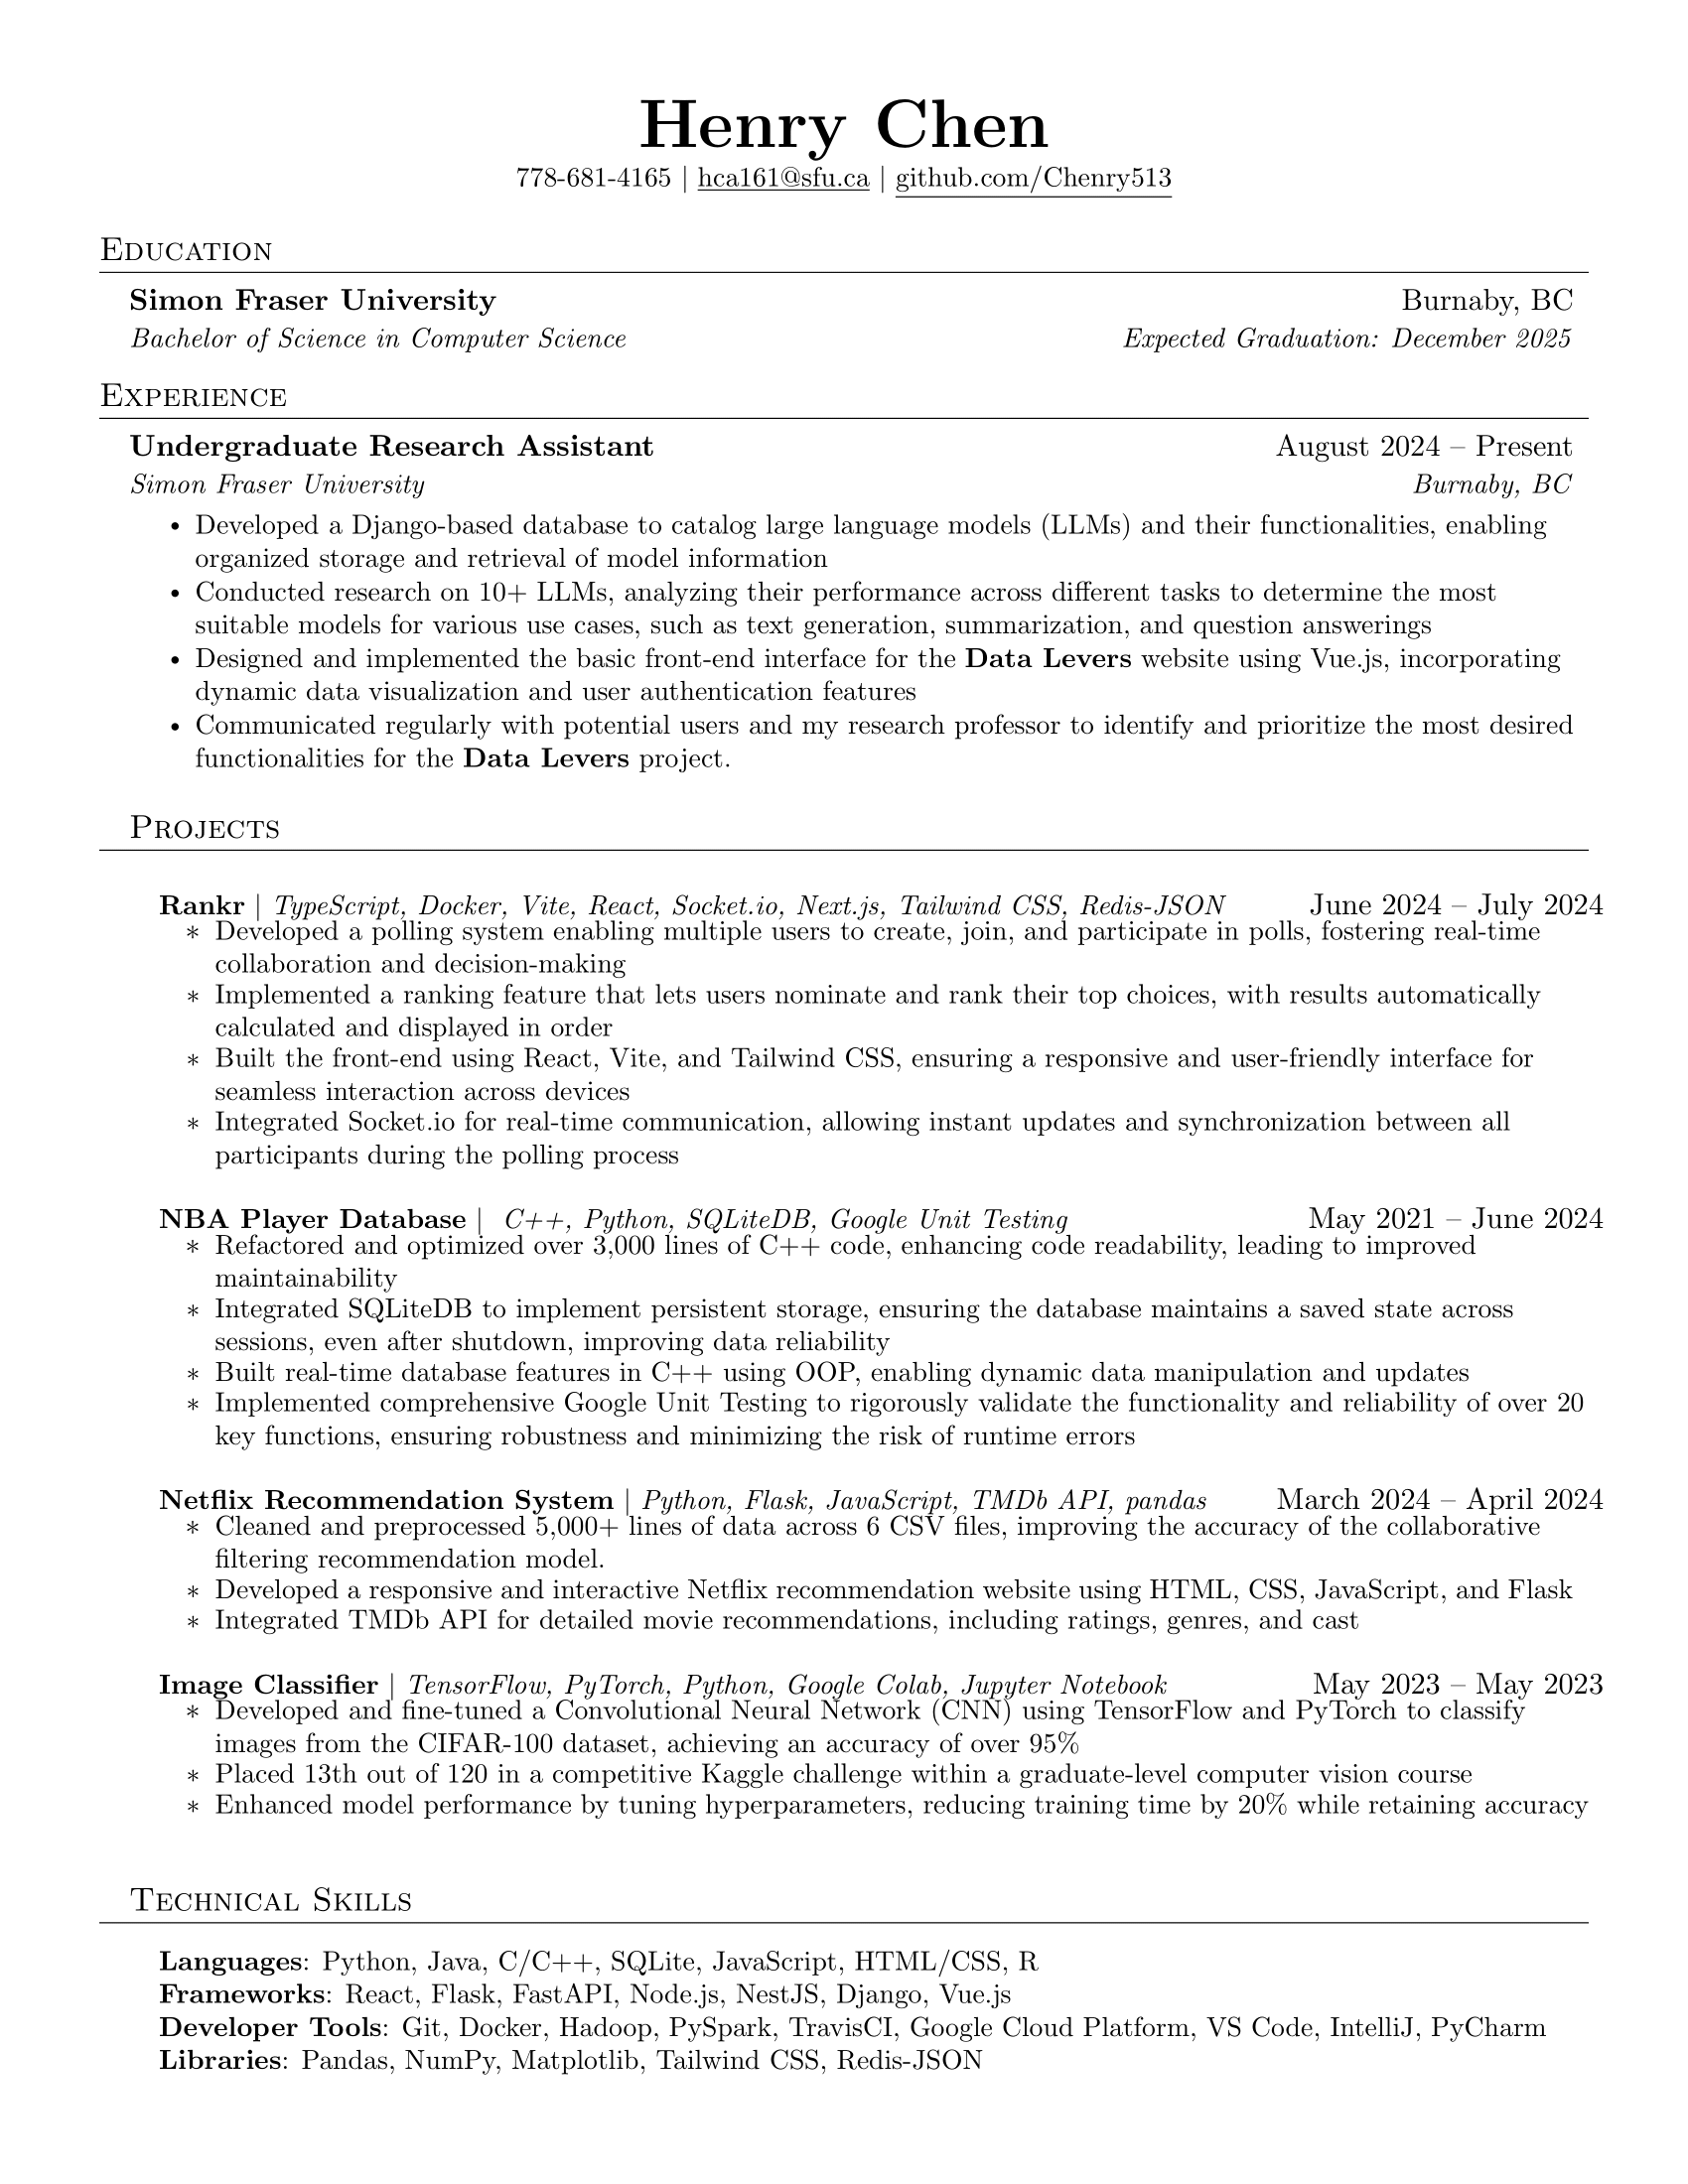 Henry Chen
778-681-4165 | hca161@sfu.ca | github.com/Chenry513
Education
Simon Fraser University Burnaby, BC
Bachelor of Science in Computer Science Expected Graduation: December 2025
Experience
Undergraduate Research Assistant August 2024 – Present
Simon Fraser University Burnaby, BC
• Developed a Django-based database to catalog large language models (LLMs) and their functionalities, enabling
organized storage and retrieval of model information
• Conducted research on 10+ LLMs, analyzing their performance across different tasks to determine the most
suitable models for various use cases, such as text generation, summarization, and question answerings
• Designed and implemented the basic front-end interface for the Data Levers website using Vue.js, incorporating
dynamic data visualization and user authentication features
• Communicated regularly with potential users and my research professor to identify and prioritize the most desired
functionalities for the Data Levers project.
Projects
Rankr | TypeScript, Docker, Vite, React, Socket.io, Next.js, Tailwind CSS, Redis-JSON June 2024 – July 2024
∗ Developed a polling system enabling multiple users to create, join, and participate in polls, fostering real-time
collaboration and decision-making
∗ Implemented a ranking feature that lets users nominate and rank their top choices, with results automatically
calculated and displayed in order
∗ Built the front-end using React, Vite, and Tailwind CSS, ensuring a responsive and user-friendly interface for
seamless interaction across devices
∗ Integrated Socket.io for real-time communication, allowing instant updates and synchronization between all
participants during the polling process
NBA Player Database | C++, Python, SQLiteDB, Google Unit Testing May 2021 – June 2024
∗ Refactored and optimized over 3,000 lines of C++ code, enhancing code readability, leading to improved
maintainability
∗ Integrated SQLiteDB to implement persistent storage, ensuring the database maintains a saved state across
sessions, even after shutdown, improving data reliability
∗ Built real-time database features in C++ using OOP, enabling dynamic data manipulation and updates
∗ Implemented comprehensive Google Unit Testing to rigorously validate the functionality and reliability of over 20
key functions, ensuring robustness and minimizing the risk of runtime errors
Netflix Recommendation System | Python, Flask, JavaScript, TMDb API, pandas March 2024 – April 2024
∗ Cleaned and preprocessed 5,000+ lines of data across 6 CSV files, improving the accuracy of the collaborative
filtering recommendation model.
∗ Developed a responsive and interactive Netflix recommendation website using HTML, CSS, JavaScript, and Flask
∗ Integrated TMDb API for detailed movie recommendations, including ratings, genres, and cast
Image Classifier | TensorFlow, PyTorch, Python, Google Colab, Jupyter Notebook May 2023 – May 2023
∗ Developed and fine-tuned a Convolutional Neural Network (CNN) using TensorFlow and PyTorch to classify
images from the CIFAR-100 dataset, achieving an accuracy of over 95%
∗ Placed 13th out of 120 in a competitive Kaggle challenge within a graduate-level computer vision course
∗ Enhanced model performance by tuning hyperparameters, reducing training time by 20% while retaining accuracy
Technical Skills
Languages: Python, Java, C/C++, SQLite, JavaScript, HTML/CSS, R
Frameworks: React, Flask, FastAPI, Node.js, NestJS, Django, Vue.js
Developer Tools: Git, Docker, Hadoop, PySpark, TravisCI, Google Cloud Platform, VS Code, IntelliJ, PyCharm
Libraries: Pandas, NumPy, Matplotlib, Tailwind CSS, Redis-JSON